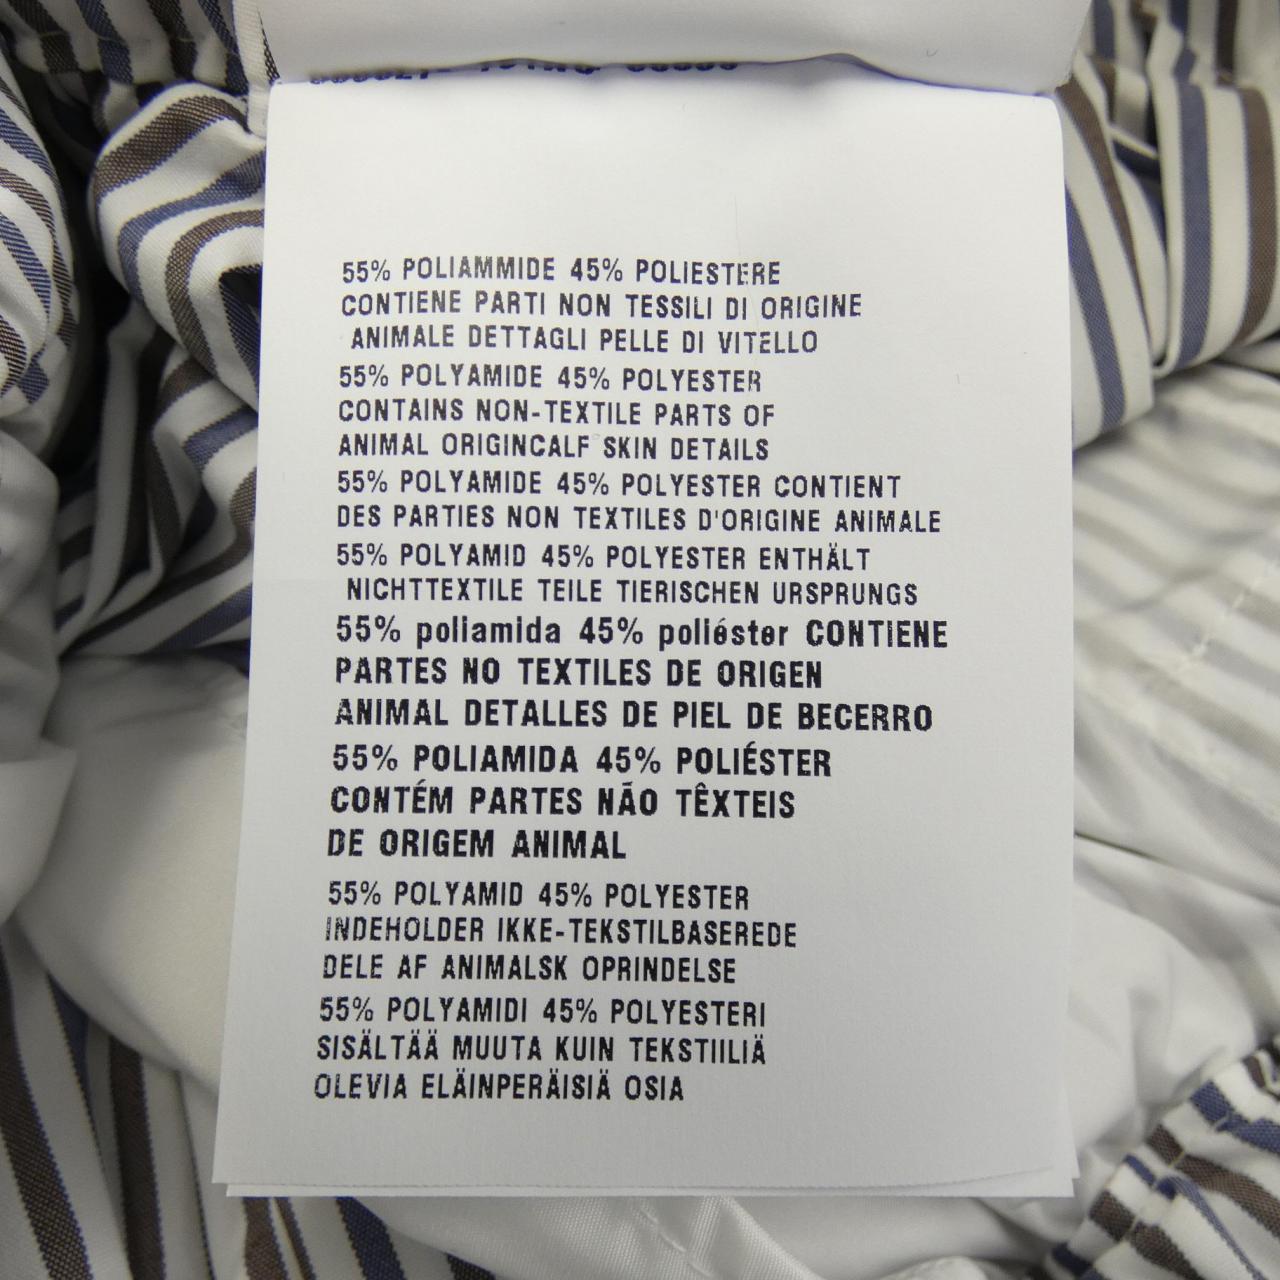 55% POLIAMMIDE 45% POLIESTERE
CONTIENE PARTI NON TESSILI DI ORIGINE
ANIMALE DETTAGLI PELLE DI VITELLO
55% POLYAMIDE 45% POLYESTER
CONTAINS NON-TEXTILE PARTS OF
ANIMAL ORIGINCALF SKIN DETAILS
55% POLYAMIDE 45% POLYESTER CONTIENT
DES PARTIES NON TEXTILES D'ORIGINE ANIMALE
55% POLYAMID 45% POLYESTER ENTHÄLT
NICHTTEXTILE TEILE TIERISCHEN URSPRUNGS
55% poliamida 45% poliéster CONTIENE
PARTES NO TEXTILES DE ORIGEN
ANIMAL DETALLES DE PIEL DE BECERRO
55% POLIAMIDA 45% POLIÉSTER
CONTÉM PARTES NÃO TÊXTEIS
DE ORIGEM ANIMAL
55% POLYAMID 45% POLYESTER
INDEHOLDER IKKE-TEKSTILBASEREDE
DELE AF ANIMALSK OPRINDELSE
55% POLYAMIDI 45% POLYESTERI
SISÄLTÄÄ MUUTA KUIN TEKSTIILIÄ
OLEVIA ELÄINPERÄISIÄ OSIA